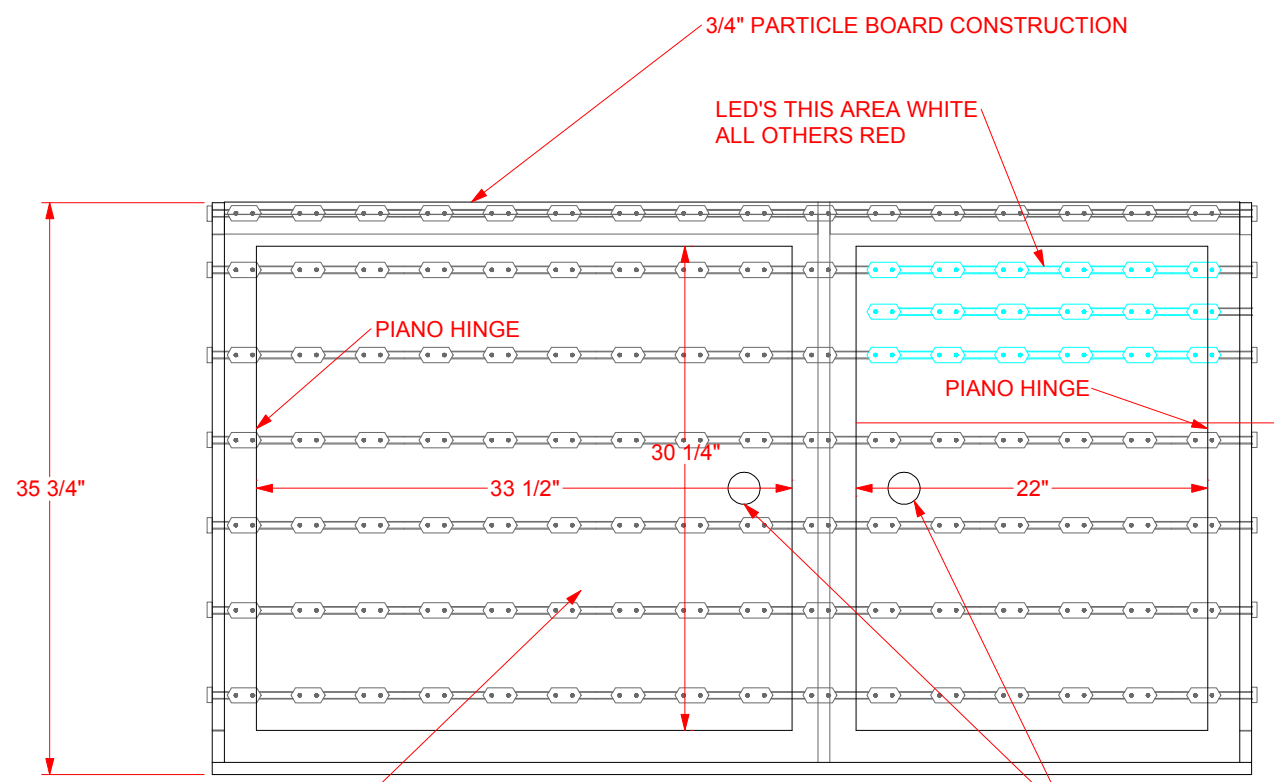 3/4" PARTICLE BOARD CONSTRUCTION
LED'S THIS AREA WHITE
ALL OTHERS RED
PIANO HINGE
PIANO HINGE
30 1/4"
35 3/4"
33 1/2"
22"